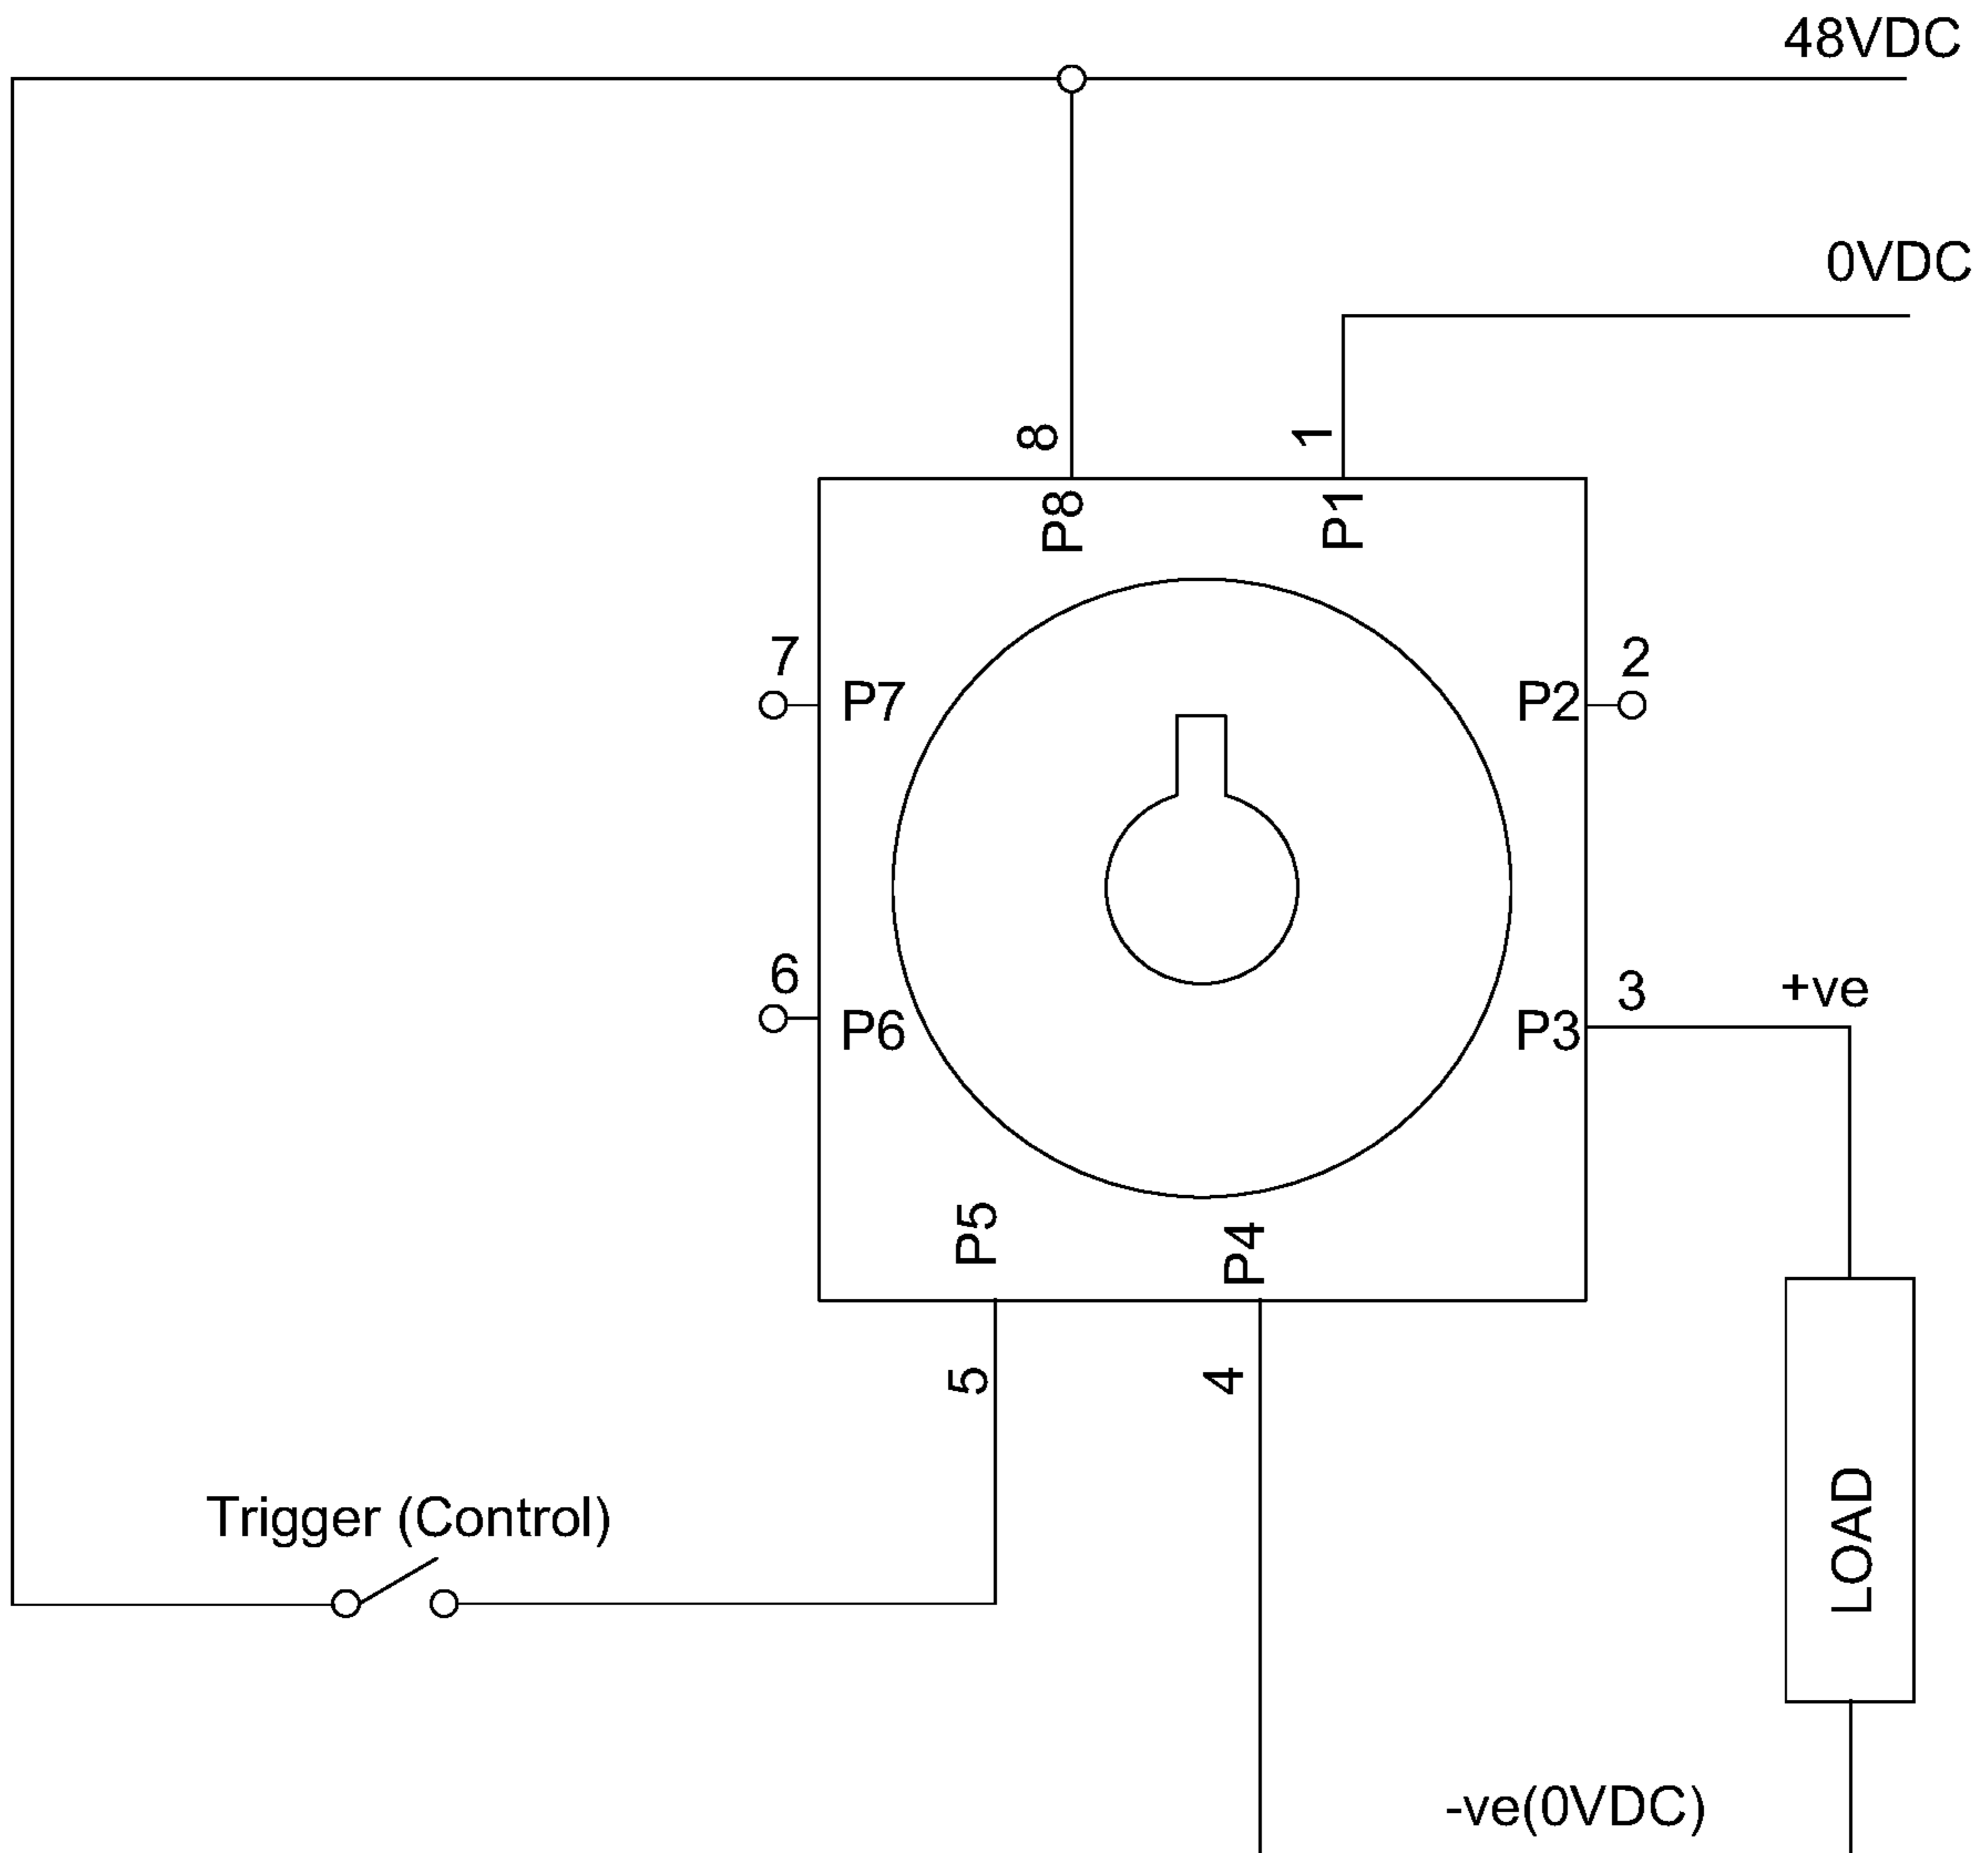 48VDC
0VDC
8
1
P8
P1
7
2
P7
P2
6
3
+ve
P6
P3
P5
P4
5
4
Trigger (Control)
LOAD
-ve(0VDC)